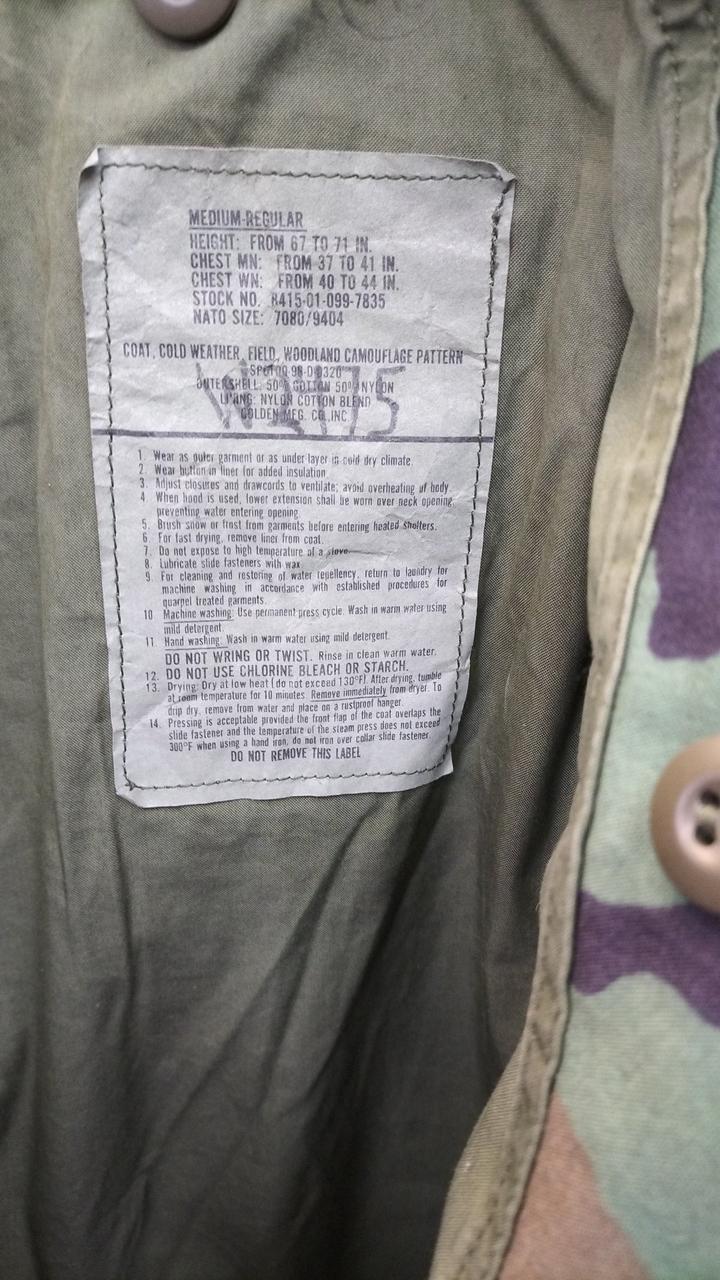 MEDIUM-REGULAR
HEIGHT: FROM 67 TO 71 IN.
CHEST MN: FROM 37 TO 41 IN.
CHEST WN: FROM 40 TO 44 IN.
STOCK NO. 8415-01-099-7835
NATO SIZE: 7080/9404
COAT, COLD WEATHER, FIELD, WOODLAND CAMOUFLAGE PATTERN
OUTERSHELL: 50% COTTON 50% NYLON
LINING: NYLON COTTON BLEND
GOLDEN MFG. CO.,INC.
1. Wear as outer garment or as under layer in cold dry climate.
2. Wear button in liner for added insulation.
3. Adjust closures and drawcords to ventilate; avoid overheating of body.
4. When hood is used, lower extension shall be worn over neck opening,
preventing water entering opening.
5. Brush snow or frost from garments before entering heated shelters.
6. For fast drying, remove liner from coat.
7. Do not expose to high temperature of a stove.
8. Lubricate slide fasteners with wax.
9. For cleaning and restoring of water repellency, return to laundry for
machine washing in accordance with established procedures for
quarpel treated garments.
10. Machine washing: Use permanent press cycle. Wash in warm water using
mild detergent.
11. Hand washing: Wash in warm water using mild detergent.
DO NOT WRING OR TWIST. Rinse in clean warm water.
12. DO NOT USE CHLORINE BLEACH OR STARCH.
13. Drying: Dry at low heat (do not exceed 130°F). After drying, tumble
at room temperature for 10 minutes. Remove immediately from dryer. To
drip dry, remove from water and place on a rustproof hanger.
14. Pressing is acceptable provided the front flap of the coat overlaps the
slide fastener and the temperature of the steam press does not exceed
300°F when using a hand iron, do not iron over collar slide fastener.
DO NOT REMOVE THIS LABEL